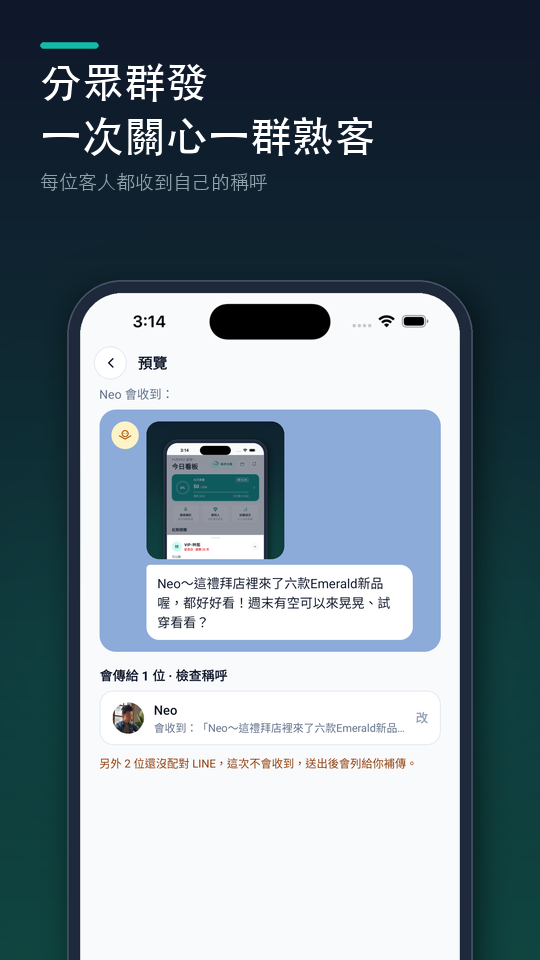 分眾群發
一次關心一群熟客
每位客人都收到自己的稱呼
3:14
預覽
Neo 會收到：
3:14
今日看板
Neo～這禮拜店裡來了六款Emerald新品
喔，都好好看！週末有空可以來晃晃、試
穿看看？
會傳給 1 位 · 檢查稱呼
Neo
會收到：「Neo～這禮拜店裡來了六款Emerald新品…
改
另外 2 位還沒配對 LINE，這次不會收到，送出後會列給你補傳。